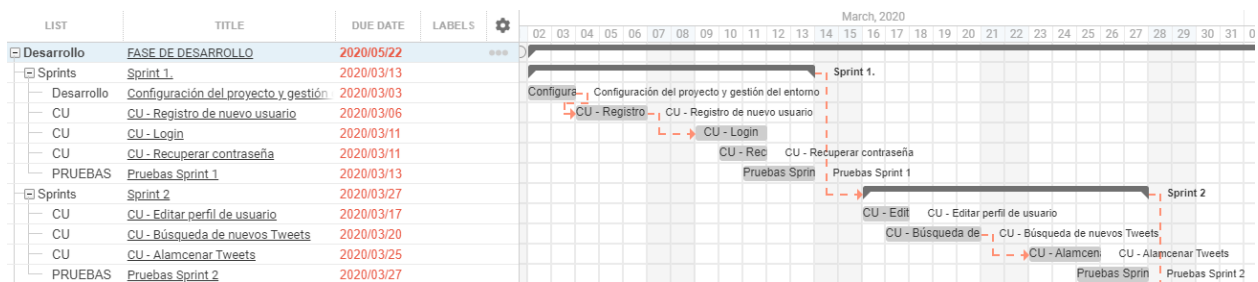 LIST TITLE DUE DATE LABELS
March, 2020
02 03 04 05 06 07 08 09 10 11 12 13 14 15 16 17 18 19 20 21 22 23 24 25 26 27 28 29 30 31 0
Desarrollo FASE DE DESARROLLO 2020/05/22
Sprints Sprint 1. 2020/03/13 Sprint 1.
Desarrollo Configuración del proyecto y gestión 2020/03/03 Configura Configuración del proyecto y gestión del entorno
CU CU - Registro de nuevo usuario 2020/03/06 CU - Registro CU - Registro de nuevo usuario
CU CU - Login 2020/03/11 CU - Login
CU CU - Recuperar contraseña 2020/03/11 CU - Rec CU - Recuperar contraseña
PRUEBAS Pruebas Sprint 1 2020/03/13 Pruebas Sprin Pruebas Sprint 1
Sprints Sprint 2 2020/03/27 Sprint 2
CU CU - Editar perfil de usuario 2020/03/17 CU - Edit CU - Editar perfil de usuario
CU CU - Búsqueda de nuevos Tweets 2020/03/20 CU - Búsqueda de CU - Búsqueda de nuevos Tweets
CU CU - Alamcenar Tweets 2020/03/25 CU - Alamcen CU - Alamcenar Tweets
PRUEBAS Pruebas Sprint 2 2020/03/27 Pruebas Sprin Pruebas Sprint 2